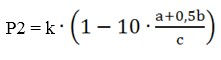 P2 = k · (1 − 10 · (a+0,5b)/c)